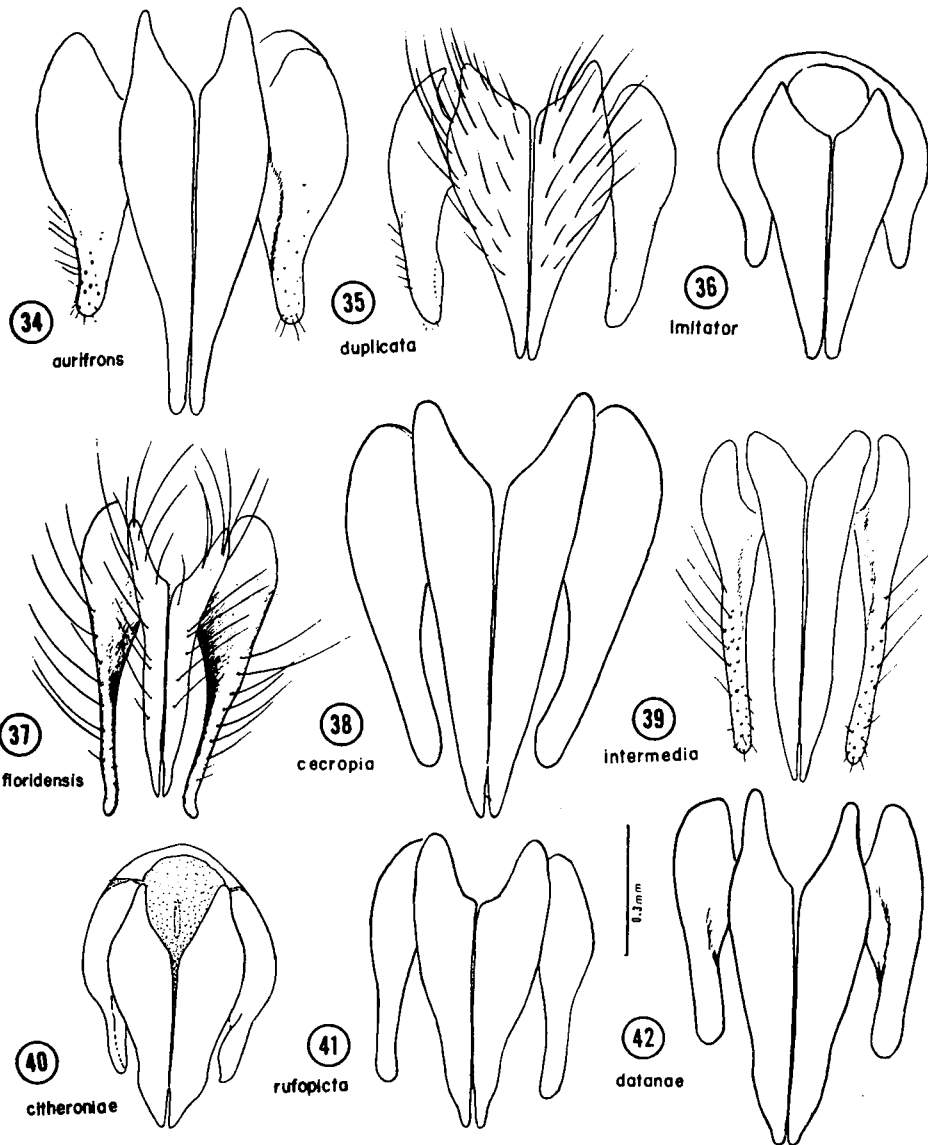 34
aurifrons
35
duplicata
36
imitator
37
floridensis
38
cecropia
39
intermedia
40
citheroniae
41
rufopicta
0.3mm
42
datanae